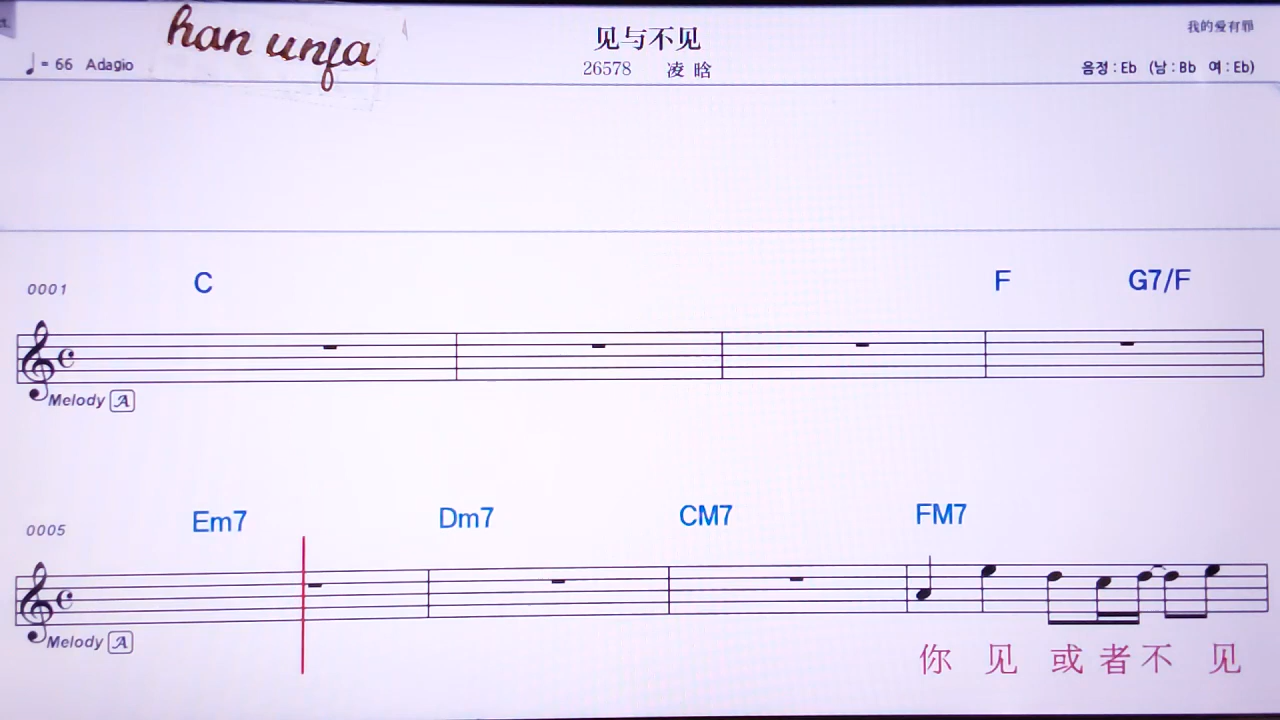 han unfa
见与不见
我的爱有罪
♩ = 66 Adagio
26578 凌晗
음정 : Eb (남 : Bb 여 : Eb)
0001
C F G7/F
Melody A
0005
Em7 Dm7 CM7 FM7
Melody A
你 见 或 者 不 见